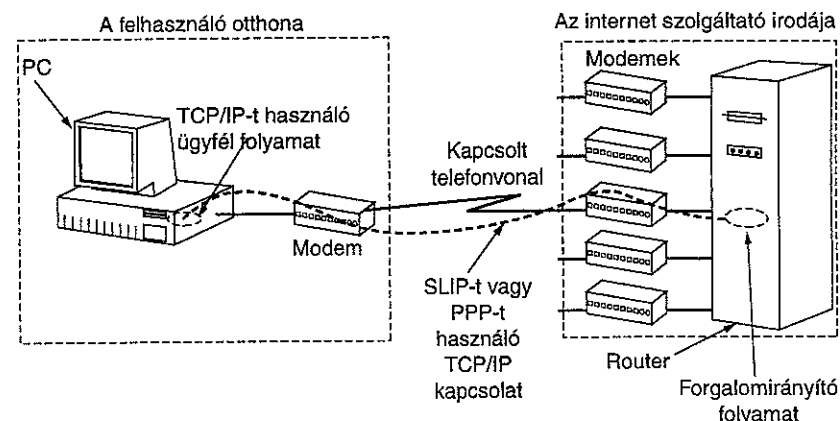 A felhasználó otthona
PC
TCP/IP-t használó
ügyfél folyamat
Modem
Kapcsolt
telefonvonal
SLIP-t vagy
PPP-t
használó
TCP/IP
kapcsolat
Az internet szolgáltató irodája
Modemek
Router
Forgalomirányító
folyamat